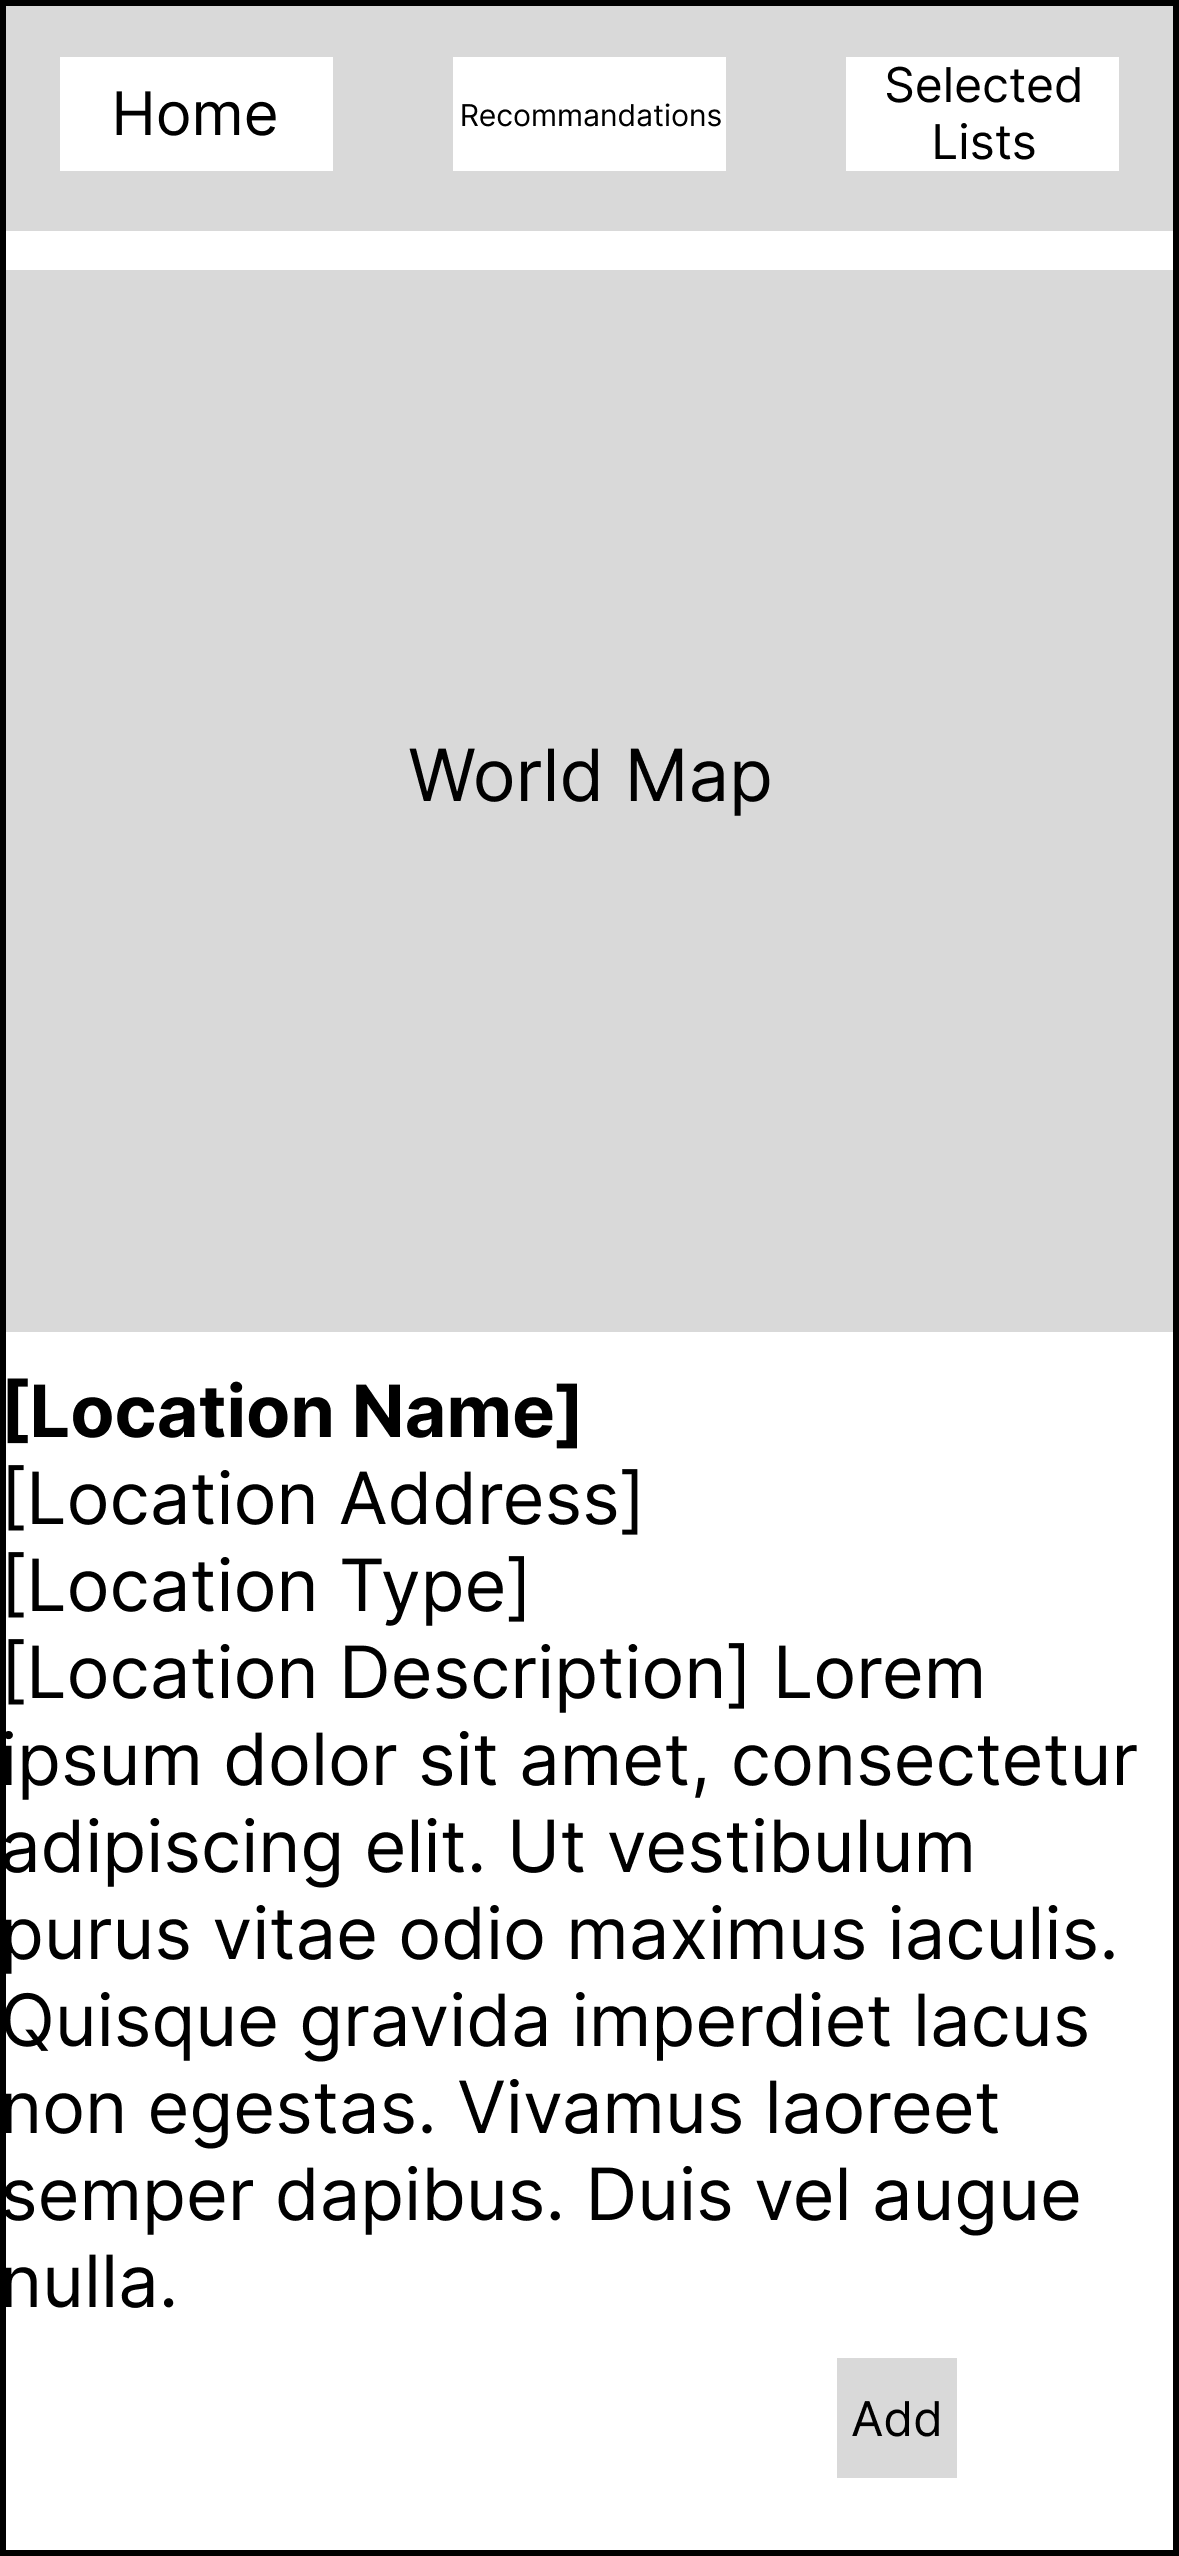 Home
Recommandations
Selected
Lists
World Map
[Location Name]
[Location Address]
[Location Type]
[Location Description] Lorem
ipsum dolor sit amet, consectetur
adipiscing elit. Ut vestibulum
purus vitae odio maximus iaculis.
Quisque gravida imperdiet lacus
non egestas. Vivamus laoreet
semper dapibus. Duis vel augue
nulla.
Add